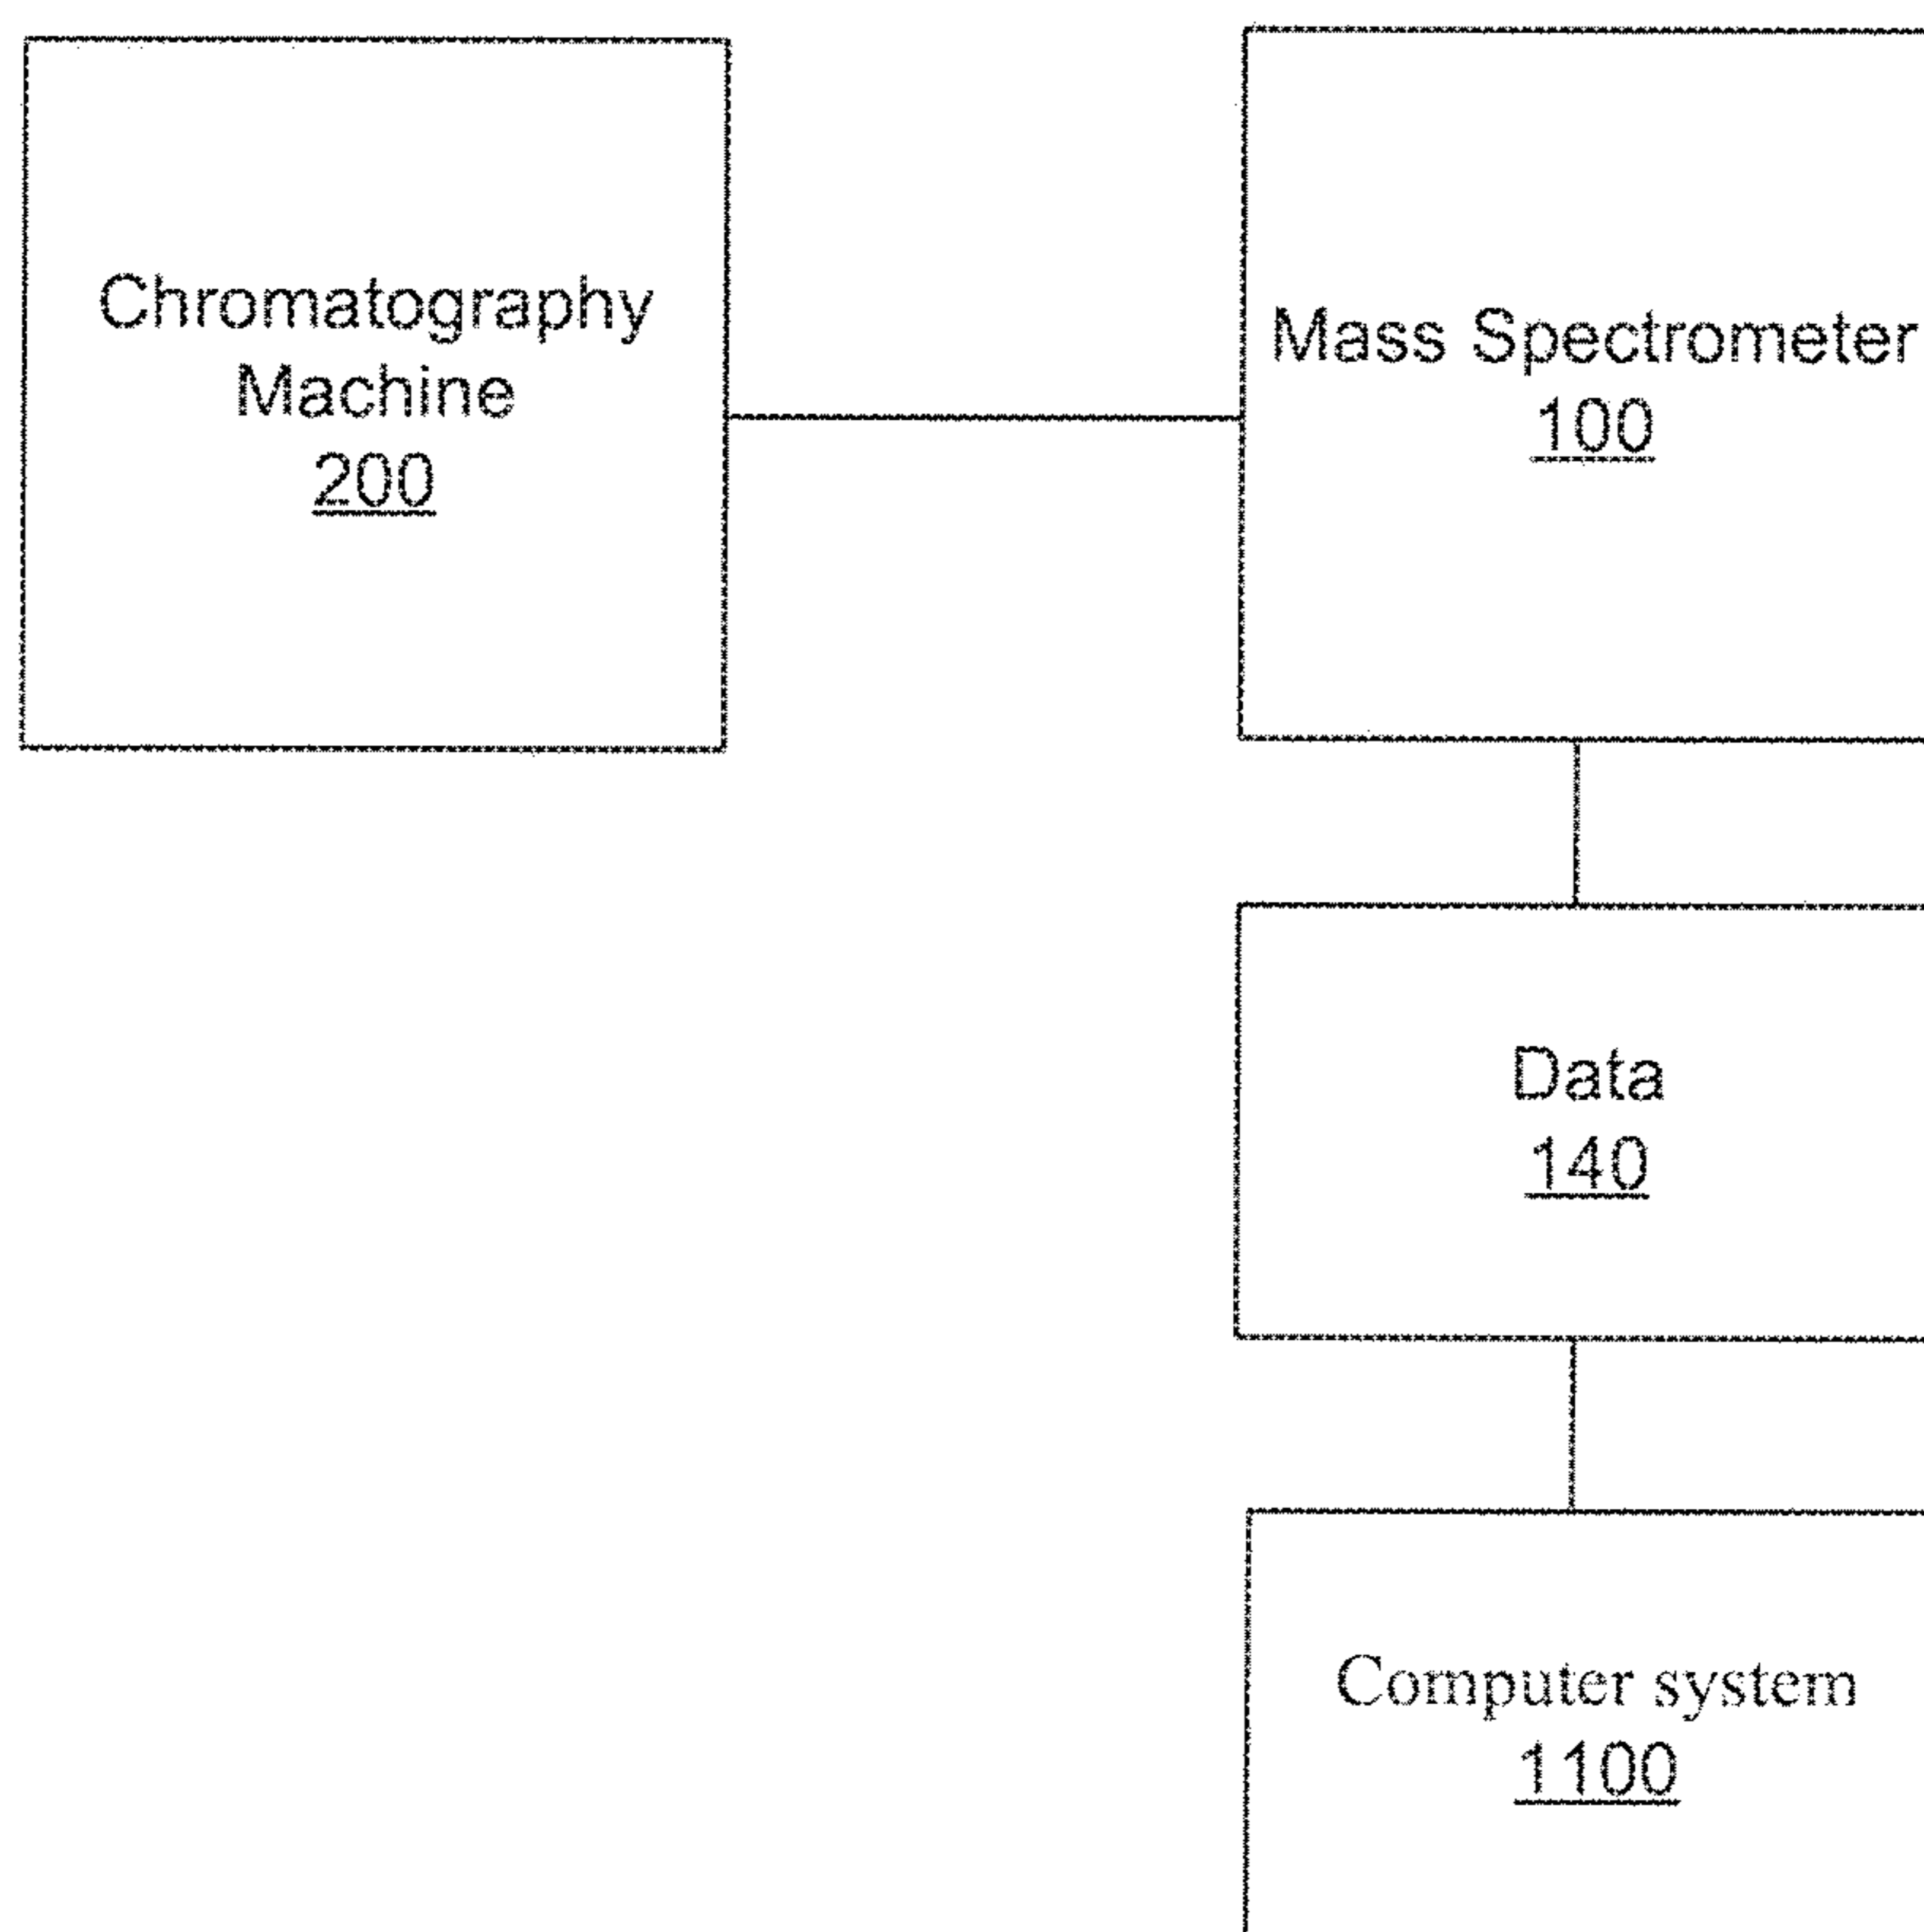 Chromatography
Machine
200
Mass Spectrometer
100
Data
140
Computer system
1100